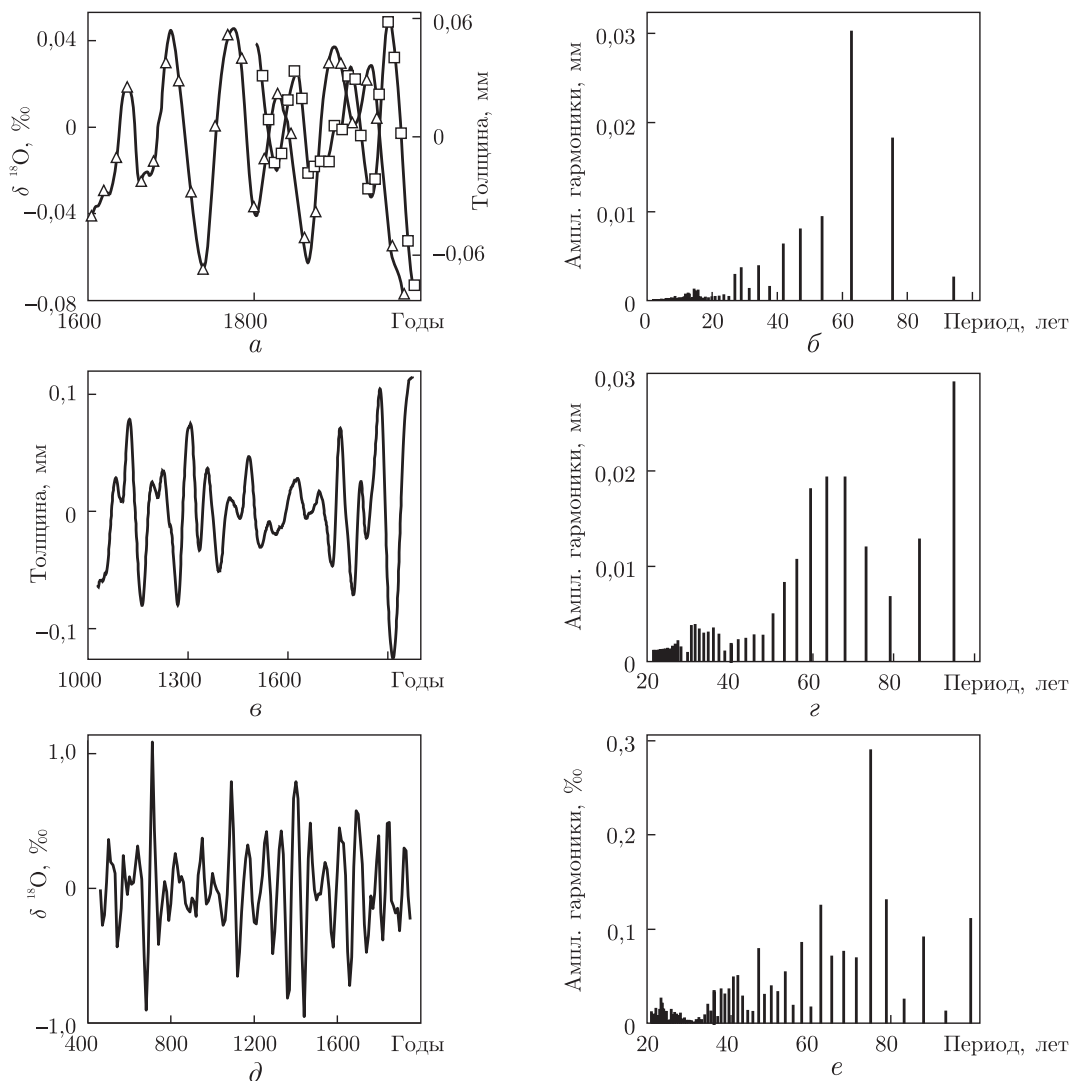 0,04
0
−0,04
−0,08
δ ¹⁸O, ‰
0,06
0
−0,06
Толщина, мм
1600
1800
Годы
а
0,03
0,02
0,01
0
Ампл. гармоники, мм
0
20
40
60
80
Период, лет
б
0,1
0
−0,1
Толщина, мм
1000
1300
1600
Годы
в
0,03
0,02
0,01
0
Ампл. гармоники, мм
20
40
60
80
Период, лет
г
1,0
0
−1,0
δ ¹⁸O, ‰
400
800
1200
1600
Годы
д
0,3
0,2
0,1
0
Ампл. гармоники, ‰
20
40
60
80
Период, лет
е